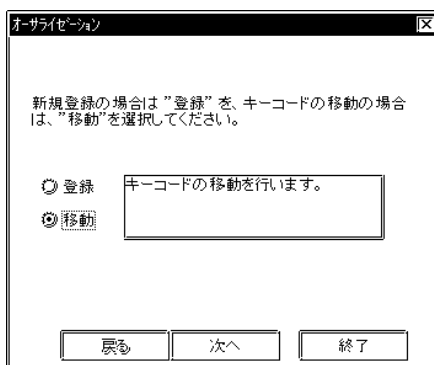 オーサライゼーション
新規登録の場合は"登録"を、キーコードの移動の場合
は、"移動"を選択してください。
登録
キーコードの移動を行います。
移動
戻る
次へ
終了